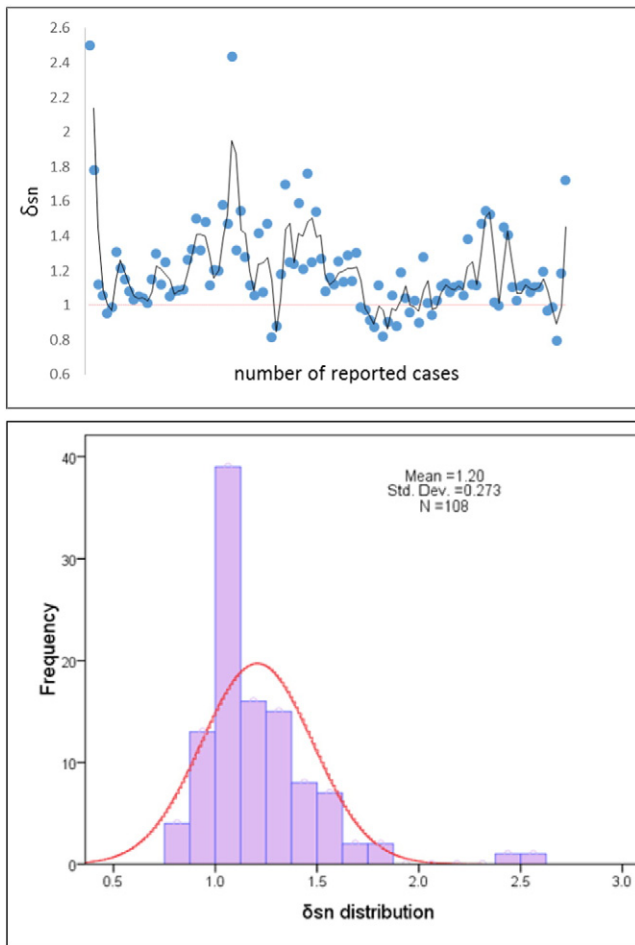 2.6
2.4
2.2
2
1.8
1.6
1.4
1.2
1
0.8
0.6
δsn
number of reported cases
40
30
20
10
0
Frequency
Mean =1.20
Std. Dev. =0.273
N =108
0.5 1.0 1.5 2.0 2.5 3.0
δsn distribution